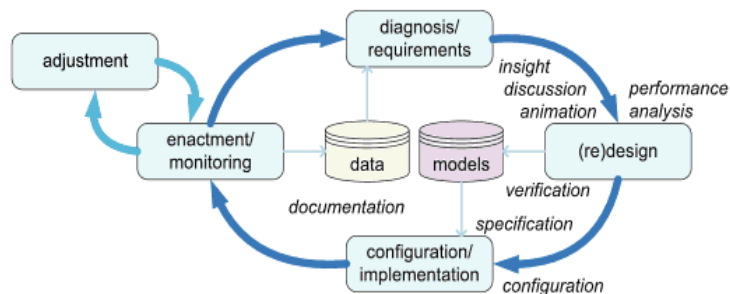 diagnosis/
requirements
adjustment
insight
discussion
animation
performance
analysis
enactment/
monitoring
data
models
(re)design
verification
documentation
specification
configuration/
implementation
configuration